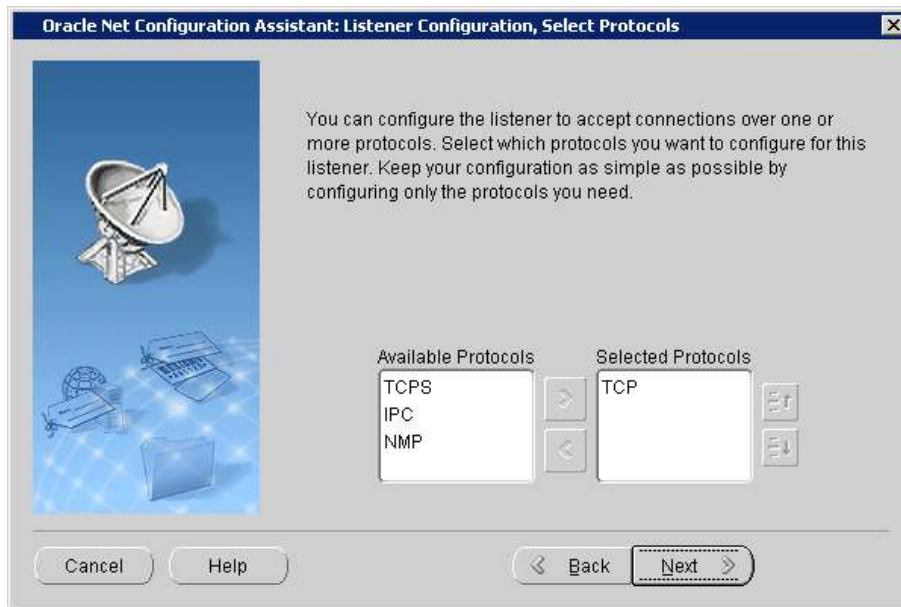 Oracle Net Configuration Assistant: Listener Configuration, Select Protocols
You can configure the listener to accept connections over one or
more protocols. Select which protocols you want to configure for this
listener. Keep your configuration as simple as possible by
configuring only the protocols you need.
Available Protocols
TCPS
IPC
NMP
Selected Protocols
TCP
Cancel
Help
Back
Next